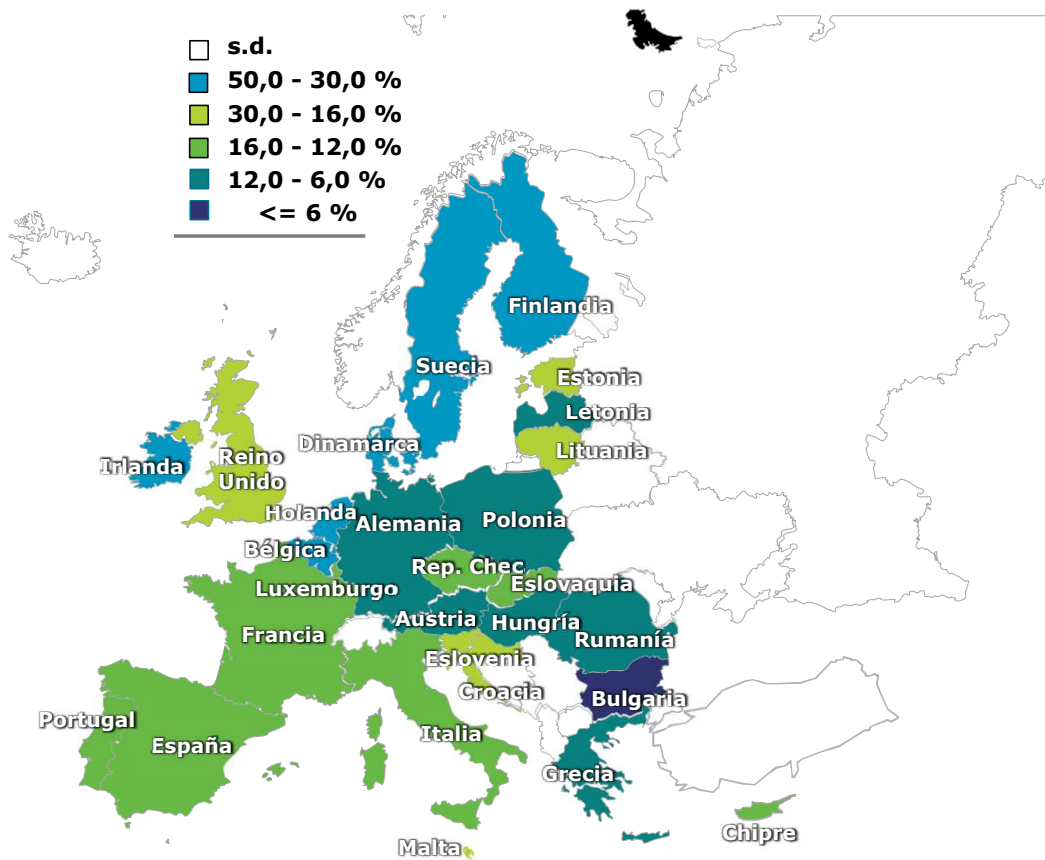 s.d.
50,0 - 30,0 %
30,0 - 16,0 %
16,0 - 12,0 %
12,0 - 6,0 %
<= 6 %
Finlandia
Suecia
Estonia
Letonia
Dinamarca
Lituania
Irlanda
Reino
Unido
Holanda
Alemania
Polonia
Bélgica
Rep. Chec
Eslovaquia
Luxemburgo
Austria
Hungría
Francia
Rumanía
Eslovenia
Croacia
Bulgaria
Portugal
España
Italia
Grecia
Chipre
Malta